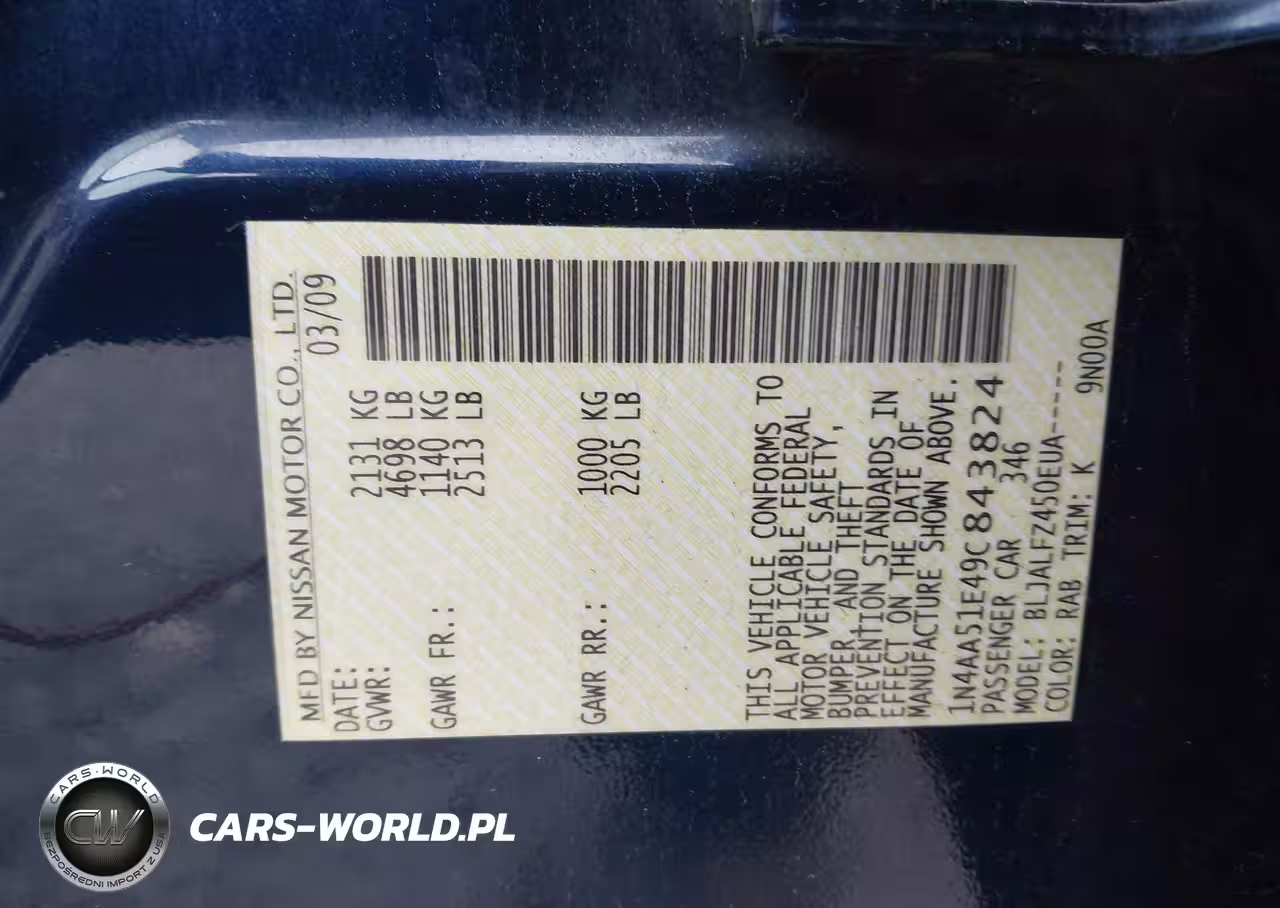 MFD BY NISSAN MOTOR CO., LTD.
DATE: 03/09
GVWR: 2131 KG
4698 LB
GAWR FR.: 1140 KG
2513 LB
GAWR RR.: 1000 KG
2205 LB
THIS VEHICLE CONFORMS TO
ALL APPLICABLE FEDERAL
MOTOR VEHICLE SAFETY,
BUMPER, AND THEFT
PREVENTION STANDARDS IN
EFFECT ON THE DATE OF
MANUFACTURE SHOWN ABOVE.
1N4AA51E49C843824
PASSENGER CAR 346
MODEL: BLJALFZ450EUA-----
COLOR: RAB TRIM: K 9N00A
CARS-WORLD
CW
BEZPOŚREDNI IMPORT Z USA
CARS-WORLD.PL